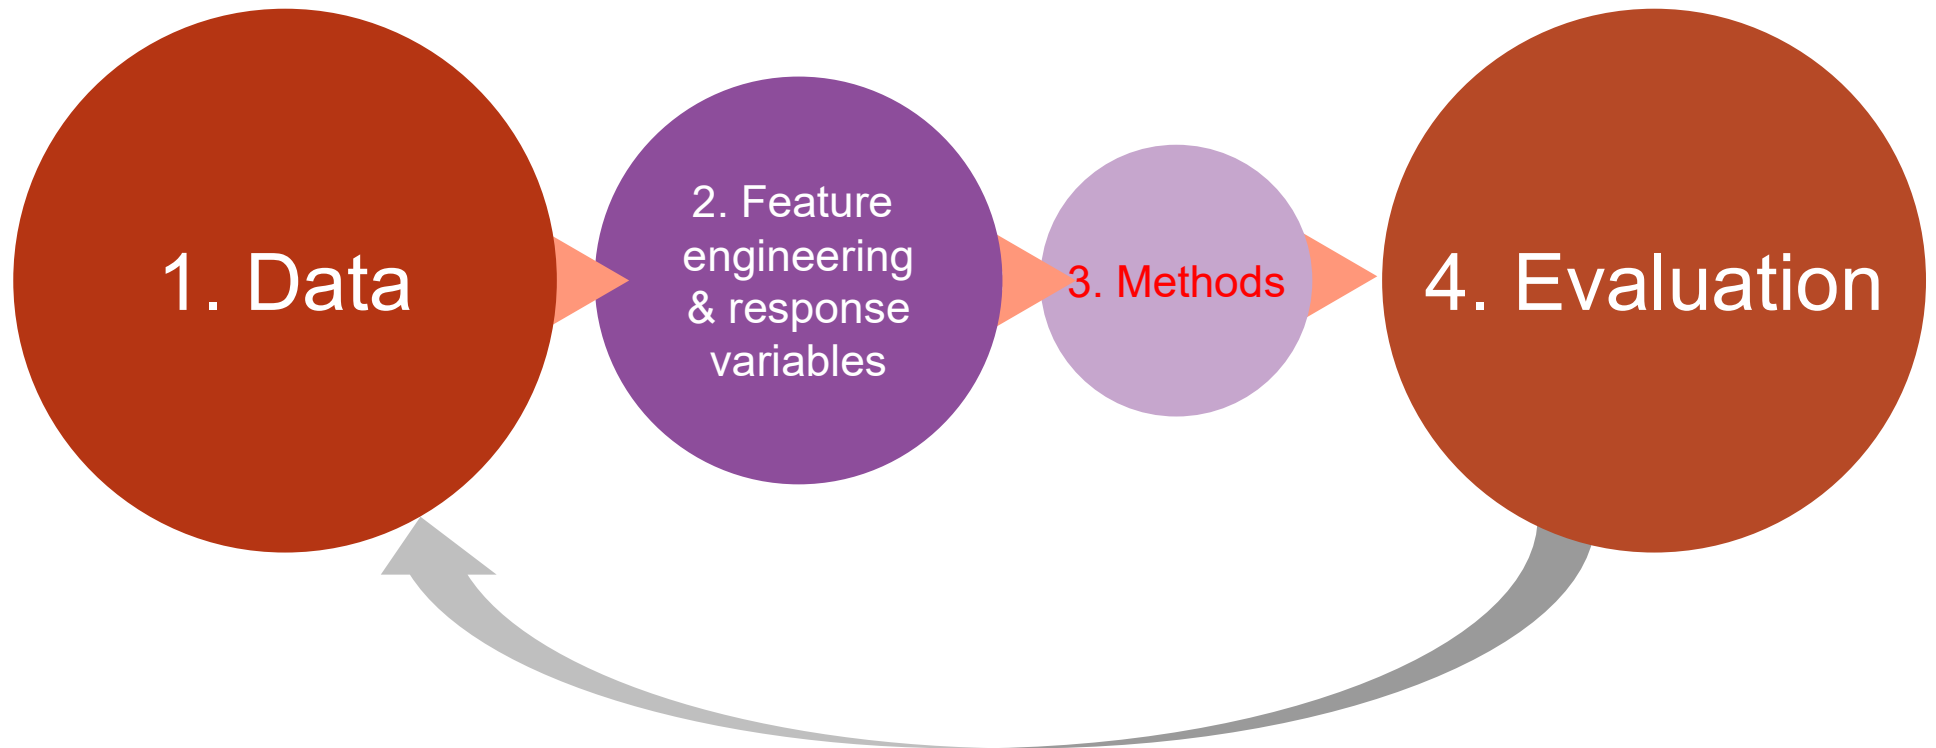 1. Data
2. Feature
engineering
& response
variables
3. Methods
4. Evaluation